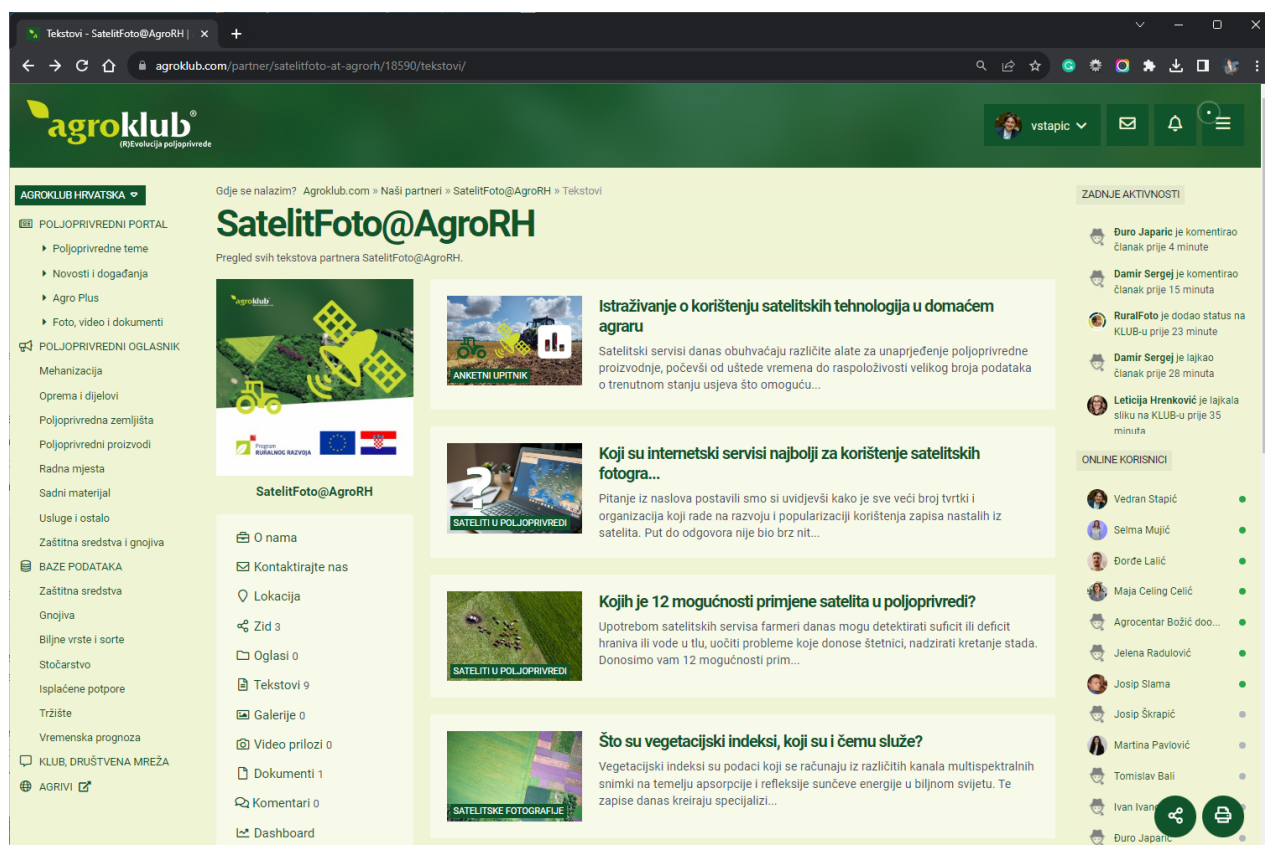 Tekstovi - SatelitFoto@AgroRH |
agroklub.com/partner/satelitfoto-at-agrorh/18590/tekstovi/
agroklub®
(R)Evolucija poljoprivrede
vstapic
AGROKLUB HRVATSKA
POLJOPRIVREDNI PORTAL
Poljoprivredne teme
Novosti i događanja
Agro Plus
Foto, video i dokumenti
POLJOPRIVREDNI OGLASNIK
Mehanizacija
Oprema i dijelovi
Poljoprivredna zemljišta
Poljoprivredni proizvodi
Radna mjesta
Sadni materijal
Usluge i ostalo
Zaštitna sredstva i gnojiva
BAZE PODATAKA
Zaštitna sredstva
Gnojiva
Biljne vrste i sorte
Stočarstvo
Isplaćene potpore
Tržište
Vremenska prognoza
KLUB, DRUŠTVENA MREŽA
AGRIVI
Gdje se nalazim? Agroklub.com » Naši partneri » SatelitFoto@AgroRH » Tekstovi
SatelitFoto@AgroRH
Pregled svih tekstova partnera SatelitFoto@AgroRH.
agroklub
Program
RURALNOG RAZVOJA
SatelitFoto@AgroRH
O nama
Kontaktirajte nas
Lokacija
Zid 3
Oglasi 0
Tekstovi 9
Galerije 0
Video prilozi 0
Dokumenti 1
Komentari 0
Dashboard
ANKETNI UPITNIK
Istraživanje o korištenju satelitskih tehnologija u domaćem
agraru
Satelitski servisi danas obuhvaćaju različite alate za unaprjeđenje poljoprivredne
proizvodnje, počevši od uštede vremena do raspoloživosti velikog broja podataka
o trenutnom stanju usjeva što omoguću...
SATELITI U POLJOPRIVREDI
Koji su internetski servisi najbolji za korištenje satelitskih
fotogra...
Pitanje iz naslova postavili smo si uvidjevši kako je sve veći broj tvrtki i
organizacija koji rade na razvoju i popularizaciji korištenja zapisa nastalih iz
satelita. Put do odgovora nije bio brz nit...
SATELITI U POLJOPRIVREDI
Kojih je 12 mogućnosti primjene satelita u poljoprivredi?
Upotrebom satelitskih servisa farmeri danas mogu detektirati suficit ili deficit
hraniva ili vode u tlu, uočiti probleme koje donose štetnici, nadzirati kretanje stada.
Donosimo vam 12 mogućnosti prim...
SATELITSKE FOTOGRAFIJE
Što su vegetacijski indeksi, koji su i čemu služe?
Vegetacijski indeksi su podaci koji se računaju iz različitih kanala multispektralnih
snimki na temelju apsorpcije i refleksije sunčeve energije u biljnom svijetu. Te
zapise danas kreiraju specijalizi...
ZADNJE AKTIVNOSTI
Đuro Japaric je komentirao
članak prije 4 minute
Damir Sergej je komentirao
članak prije 15 minuta
RuralFoto je dodao status na
KLUB-u prije 23 minute
Damir Sergej je lajkao
članak prije 28 minuta
Leticija Hrenković je lajkala
sliku na KLUB-u prije 35
minuta
ONLINE KORISNICI
Vedran Stapić
Selma Mujić
Đorđe Lalić
Maja Celing Celić
Agrocentar Božić doo...
Jelena Radulović
Josip Slama
Josip Škrapić
Martina Pavlović
Tomislav Bali
Ivan
Đuro Japaric